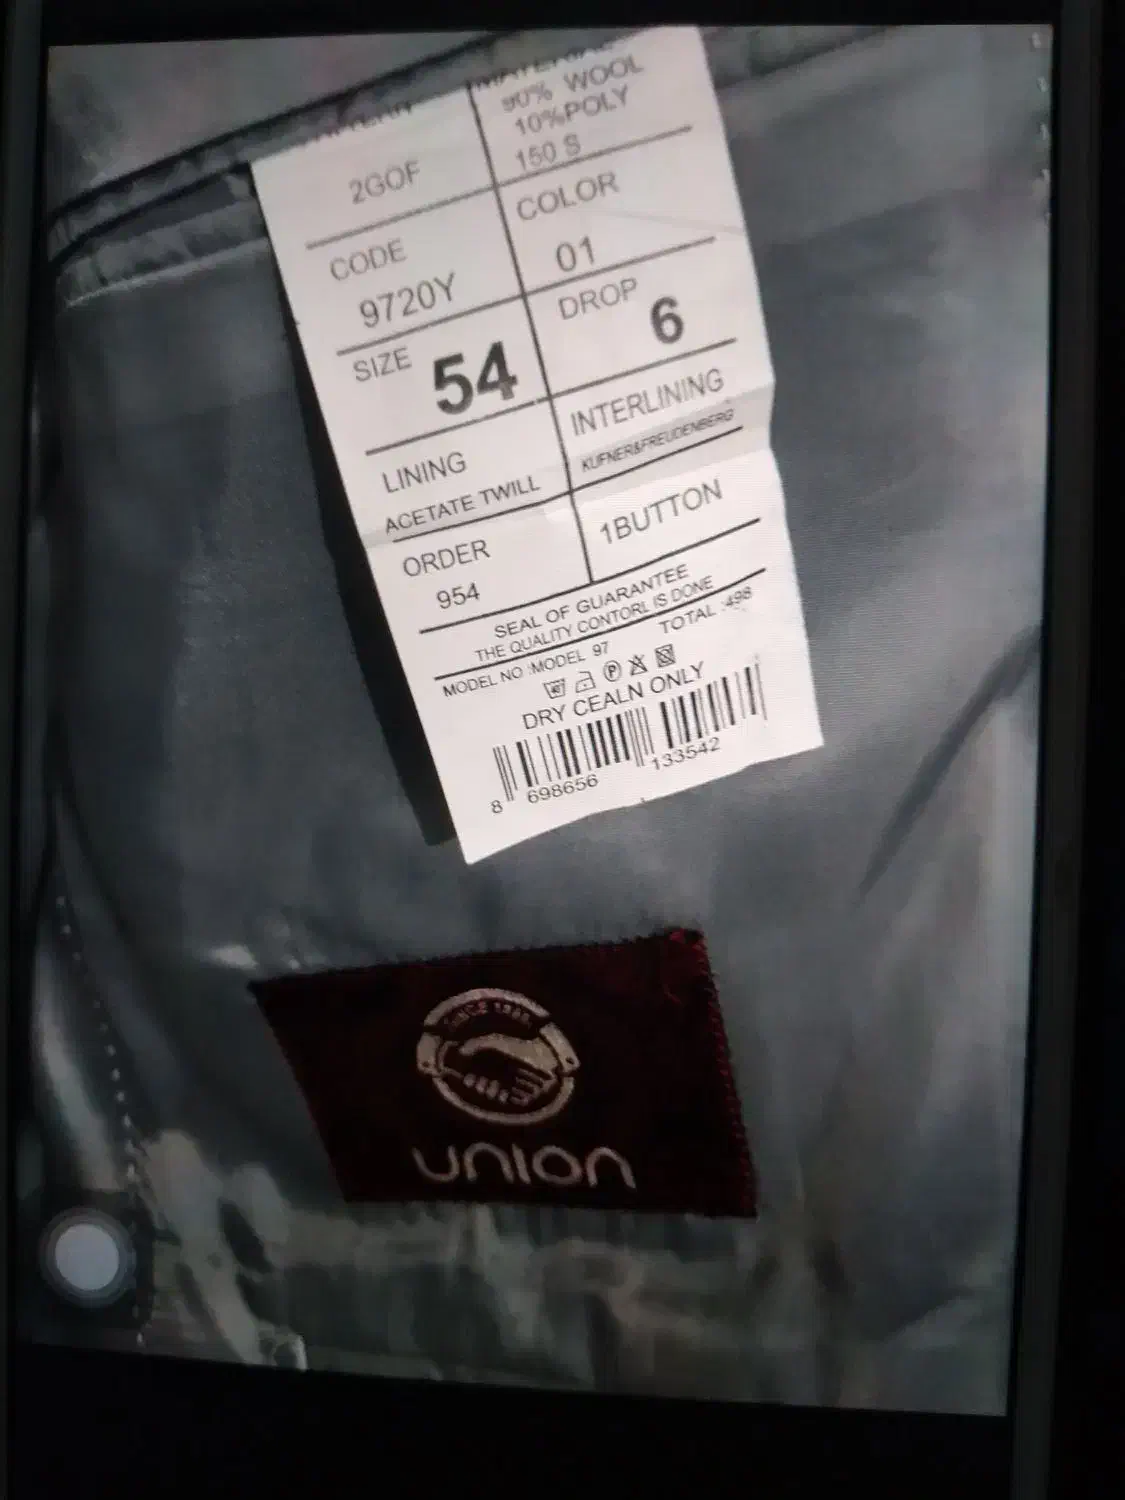 MATERIAL
90% WOOL
10%POLY
150 S
2GOF
COLOR
01
CODE
9720Y
DROP
6
SIZE
54
INTERLINING
KUFNER&FREUDENBERG
LINING
ACETATE TWILL
1BUTTON
ORDER
954
SEAL OF GUARANTEE
THE QUALITY CONTORL IS DONE
MODEL NO :MODEL 97
TOTAL :498
DRY CEALN ONLY
8 698656 133542
UNION